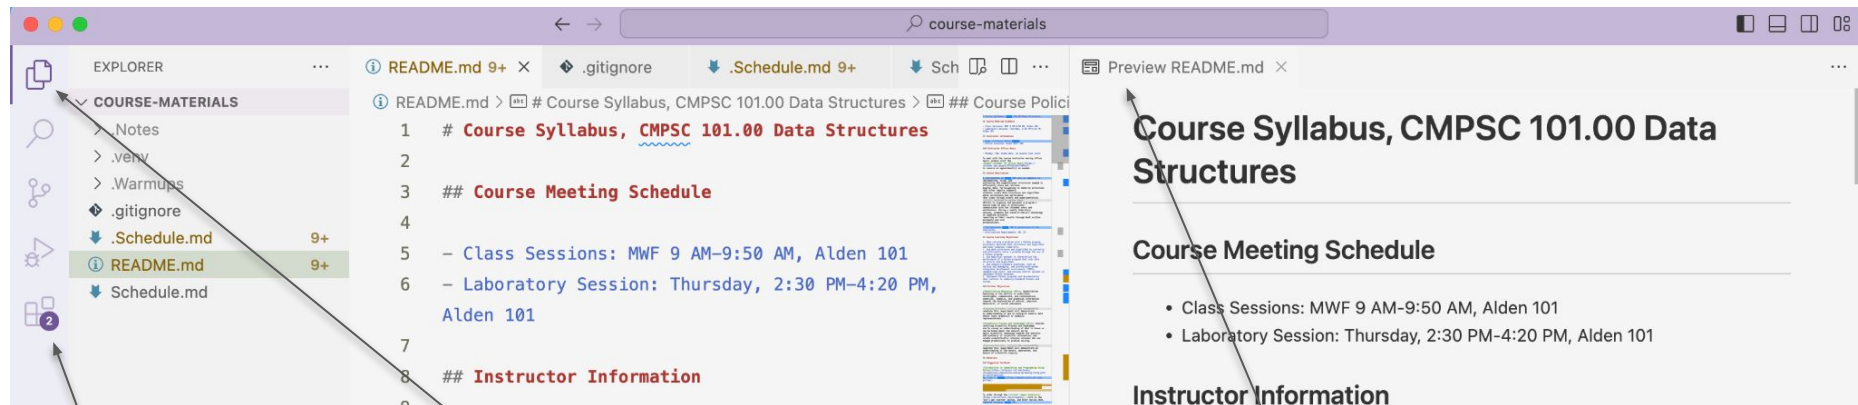 course-materials
EXPLORER ···
COURSE-MATERIALS
.Notes
.venv
.Warmups
.gitignore
.Schedule.md 9+
README.md 9+
Schedule.md
2
README.md 9+ × .gitignore .Schedule.md 9+ Sch ···
README.md > # Course Syllabus, CMPSC 101.00 Data Structures > ## Course Polici
1 # Course Syllabus, CMPSC 101.00 Data Structures
2
3 ## Course Meeting Schedule
4
5 - Class Sessions: MWF 9 AM-9:50 AM, Alden 101
6 - Laboratory Session: Thursday, 2:30 PM-4:20 PM,
Alden 101
7
8 ## Instructor Information
Preview README.md × ···
Course Syllabus, CMPSC 101.00 Data
Structures
Course Meeting Schedule
• Class Sessions: MWF 9 AM-9:50 AM, Alden 101
• Laboratory Session: Thursday, 2:30 PM-4:20 PM, Alden 101
Instructor Information